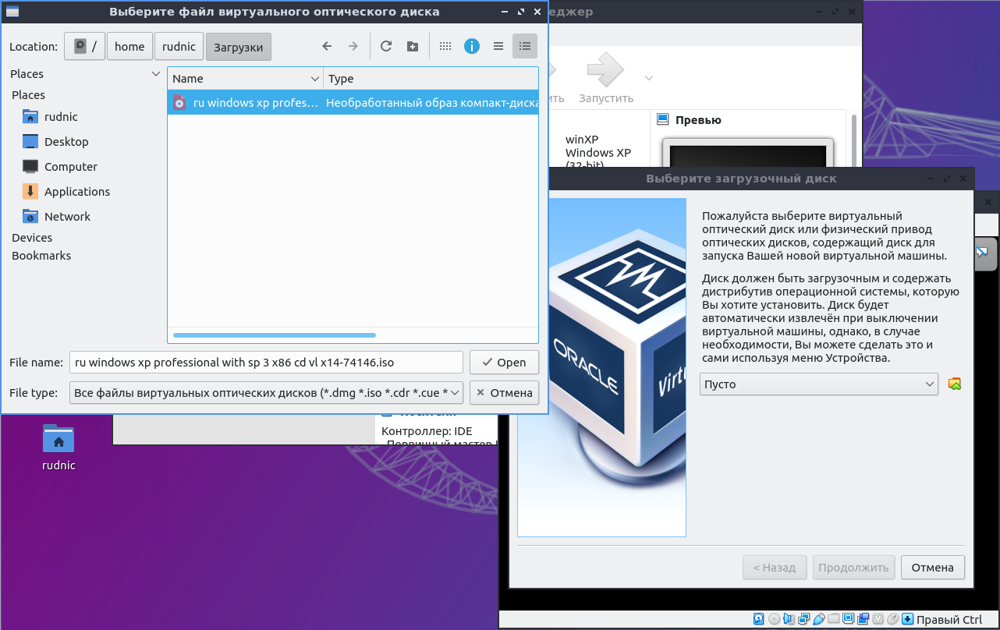 Выберите файл виртуального оптического диска
Location:
/
home
rudnic
Загрузки
Places
Places
rudnic
Desktop
Computer
Applications
Network
Devices
Bookmarks
Name
Type
ru windows xp profes...
Необработанный образ компакт-диска
File name:
ru windows xp professional with sp 3 x86 cd vl x14-74146.iso
Open
File type:
Все файлы виртуальных оптических дисков (*.dmg *.iso *.cdr *.cue *
Отмена
Запустить
Превью
winXP
Windows XP
(32-bit)
Выберите загрузочный диск
ORACLE
Пожалуйста выберите виртуальный
оптический диск или физический привод
оптических дисков, содержащий диск для
запуска Вашей новой виртуальной машины.
Диск должен быть загрузочным и содержать
дистрибутив операционной системы, которую
Вы хотите установить. Диск будет
автоматически извлечён при выключении
виртуальной машины, однако, в случае
необходимости, Вы можете сделать это и
сами используя меню Устройства.
Пусто
< Назад
Продолжить
Отмена
Контроллер: IDE
Первичный мастер
rudnic
Правый Ctrl